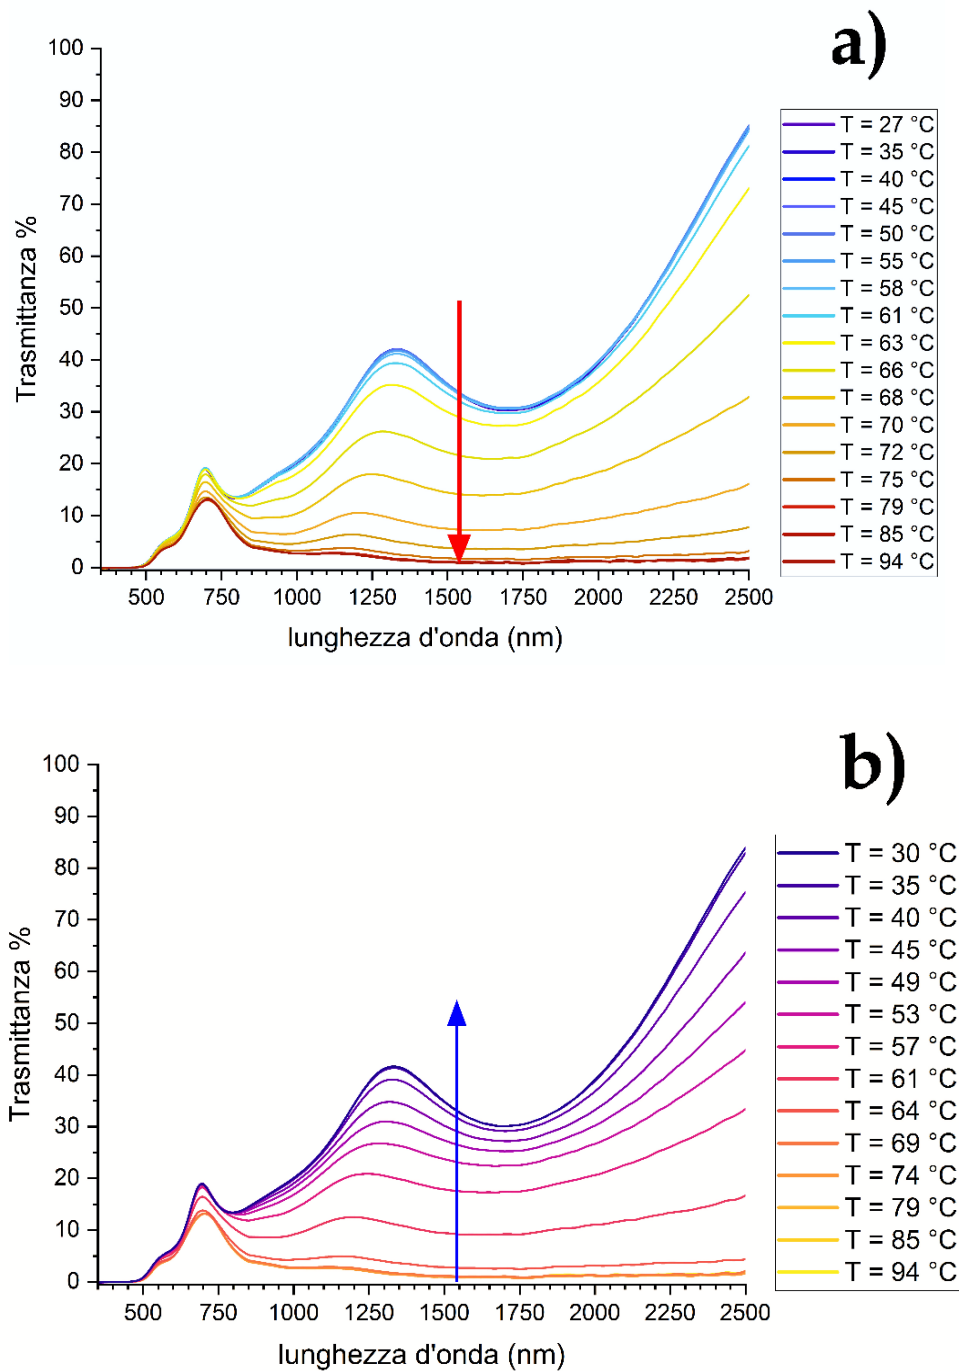 a)
100
90
80
70
60
50
40
30
20
10
0
Trasmittanza %
500 750 1000 1250 1500 1750 2000 2250 2500
lunghezza d'onda (nm)
T = 27 °C
T = 35 °C
T = 40 °C
T = 45 °C
T = 50 °C
T = 55 °C
T = 58 °C
T = 61 °C
T = 63 °C
T = 66 °C
T = 68 °C
T = 70 °C
T = 72 °C
T = 75 °C
T = 79 °C
T = 85 °C
T = 94 °C
b)
100
90
80
70
60
50
40
30
20
10
0
Trasmittanza %
500 750 1000 1250 1500 1750 2000 2250 2500
lunghezza d'onda (nm)
T = 30 °C
T = 35 °C
T = 40 °C
T = 45 °C
T = 49 °C
T = 53 °C
T = 57 °C
T = 61 °C
T = 64 °C
T = 69 °C
T = 74 °C
T = 79 °C
T = 85 °C
T = 94 °C